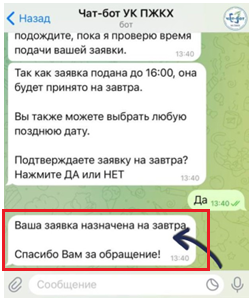 Назад
Чат-бот УК ПЖКХ
бот
подождите, пока я проверю время
подачи вашей заявки.
13:40
Так как заявка подана до 16:00, она
будет принято на завтра.
Вы также можете выбрать любую
позднюю дату.
Подтверждаете заявку на завтра?
Нажмите ДА или НЕТ
13:40
Да 13:40
Ваша заявка назначена на завтра.
Спасибо Вам за обращение!
13:40
Сообщение